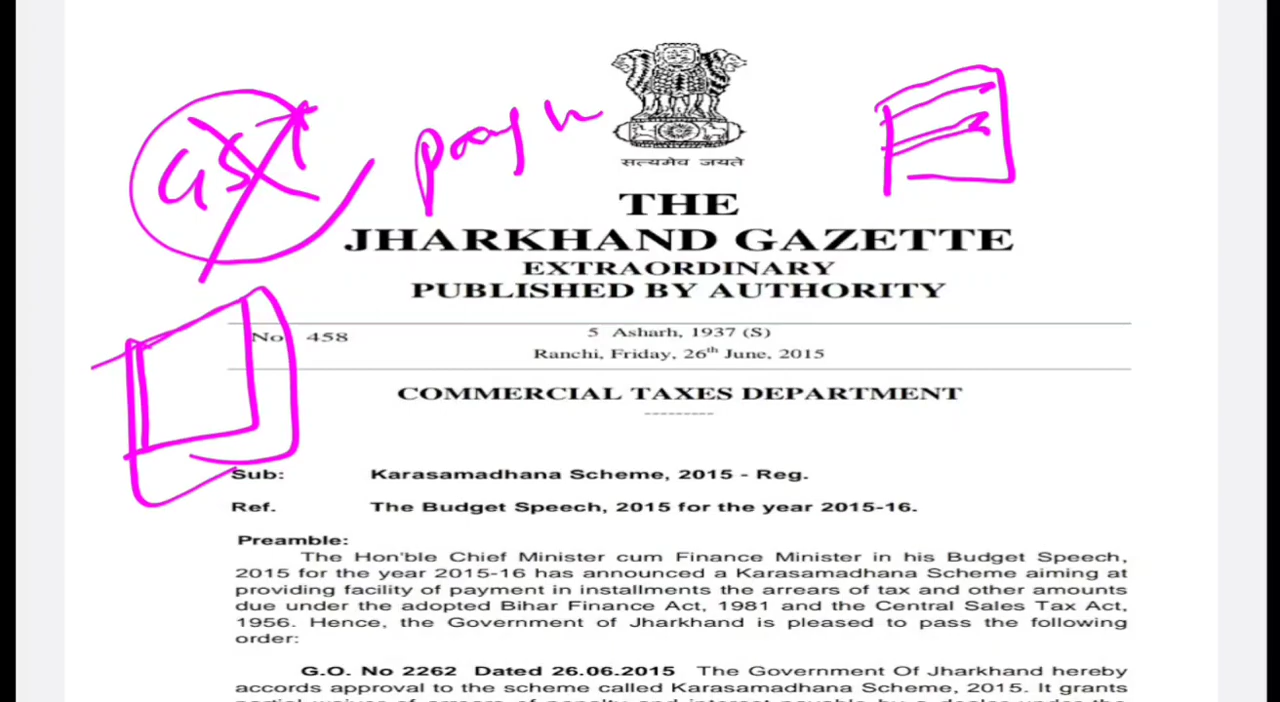 GST
सत्यमेव जयते
THE
JHARKHAND GAZETTE
EXTRAORDINARY
PUBLISHED BY AUTHORITY
No 458
5 Asharh, 1937 (S)
Ranchi, Friday, 26th June, 2015
COMMERCIAL TAXES DEPARTMENT
---------
Sub: Karasamadhana Scheme, 2015 - Reg.
Ref. The Budget Speech, 2015 for the year 2015-16.
Preamble:
The Hon'ble Chief Minister cum Finance Minister in his Budget Speech,
2015 for the year 2015-16 has announced a Karasamadhana Scheme aiming at
providing facility of payment in installments the arrears of tax and other amounts
due under the adopted Bihar Finance Act, 1981 and the Central Sales Tax Act,
1956. Hence, the Government of Jharkhand is pleased to pass the following
order:
G.O. No 2262 Dated 26.06.2015 The Government Of Jharkhand hereby
accords approval to the scheme called Karasamadhana Scheme, 2015. It grants